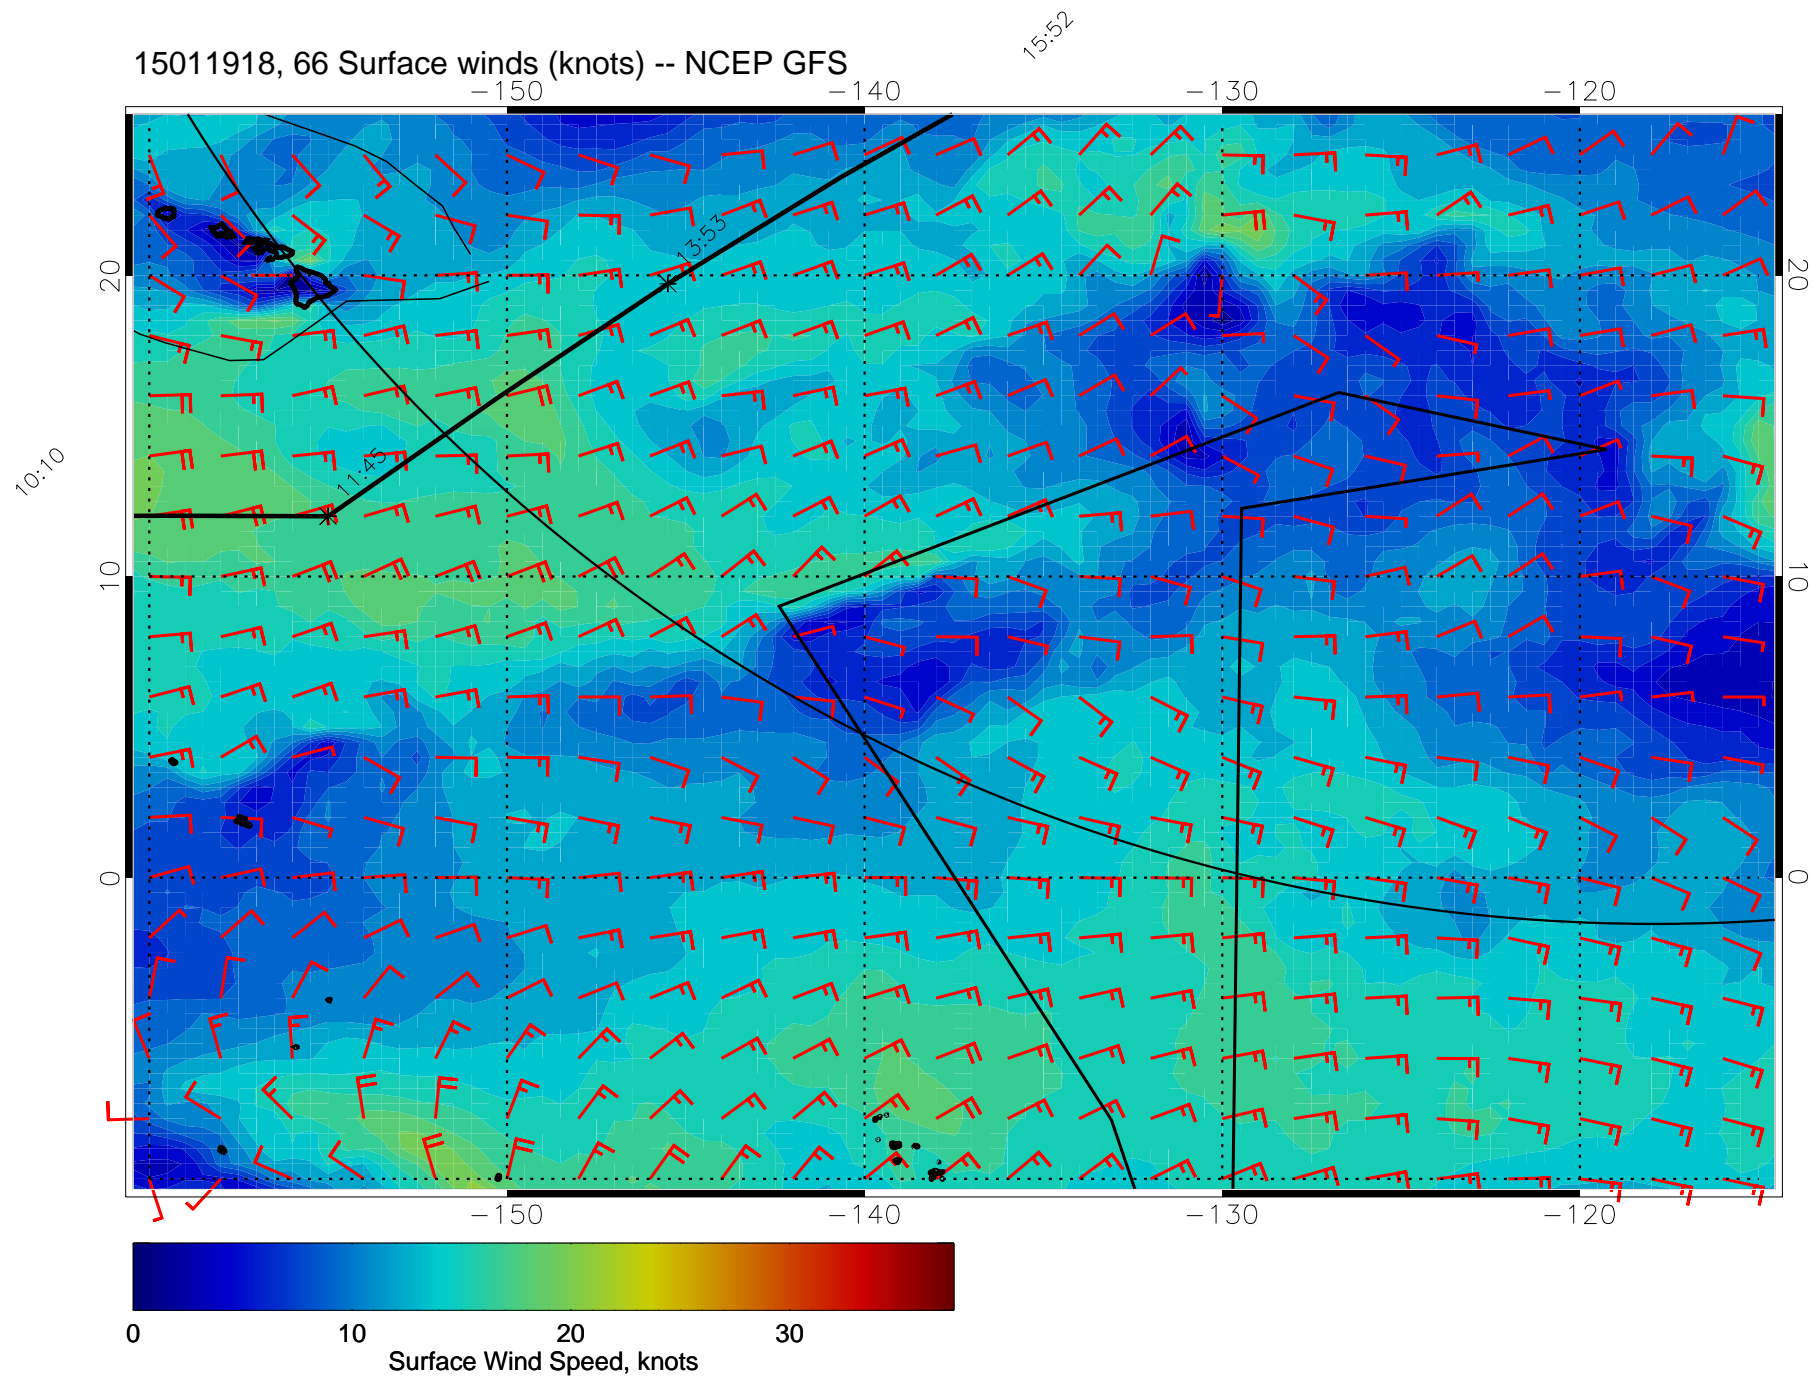 15:52
15011918, 66 Surface winds (knots) -- NCEP GFS
-150 -140 -130 -120
13:53
20 20
11:45
10:10
10 10
0 0
-150 -140 -130 -120
0 10 20 30
Surface Wind Speed, knots